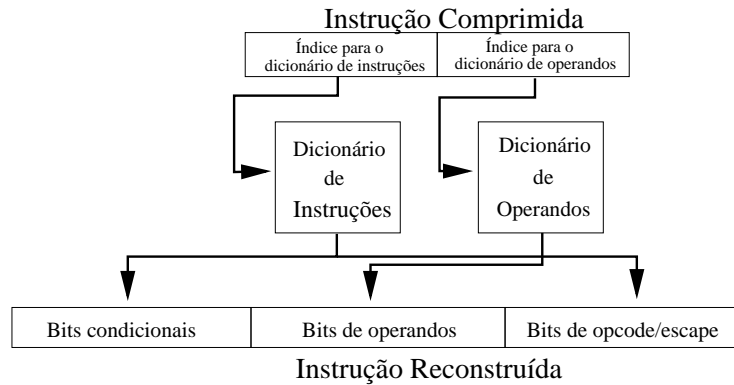 Instrução Comprimida
Índice para o
dicionário de instruções
Índice para o
dicionário de operandos
Dicionário
de
Instruções
Dicionário
de
Operandos
Bits condicionais
Bits de operandos
Bits de opcode/escape
Instrução Reconstruída